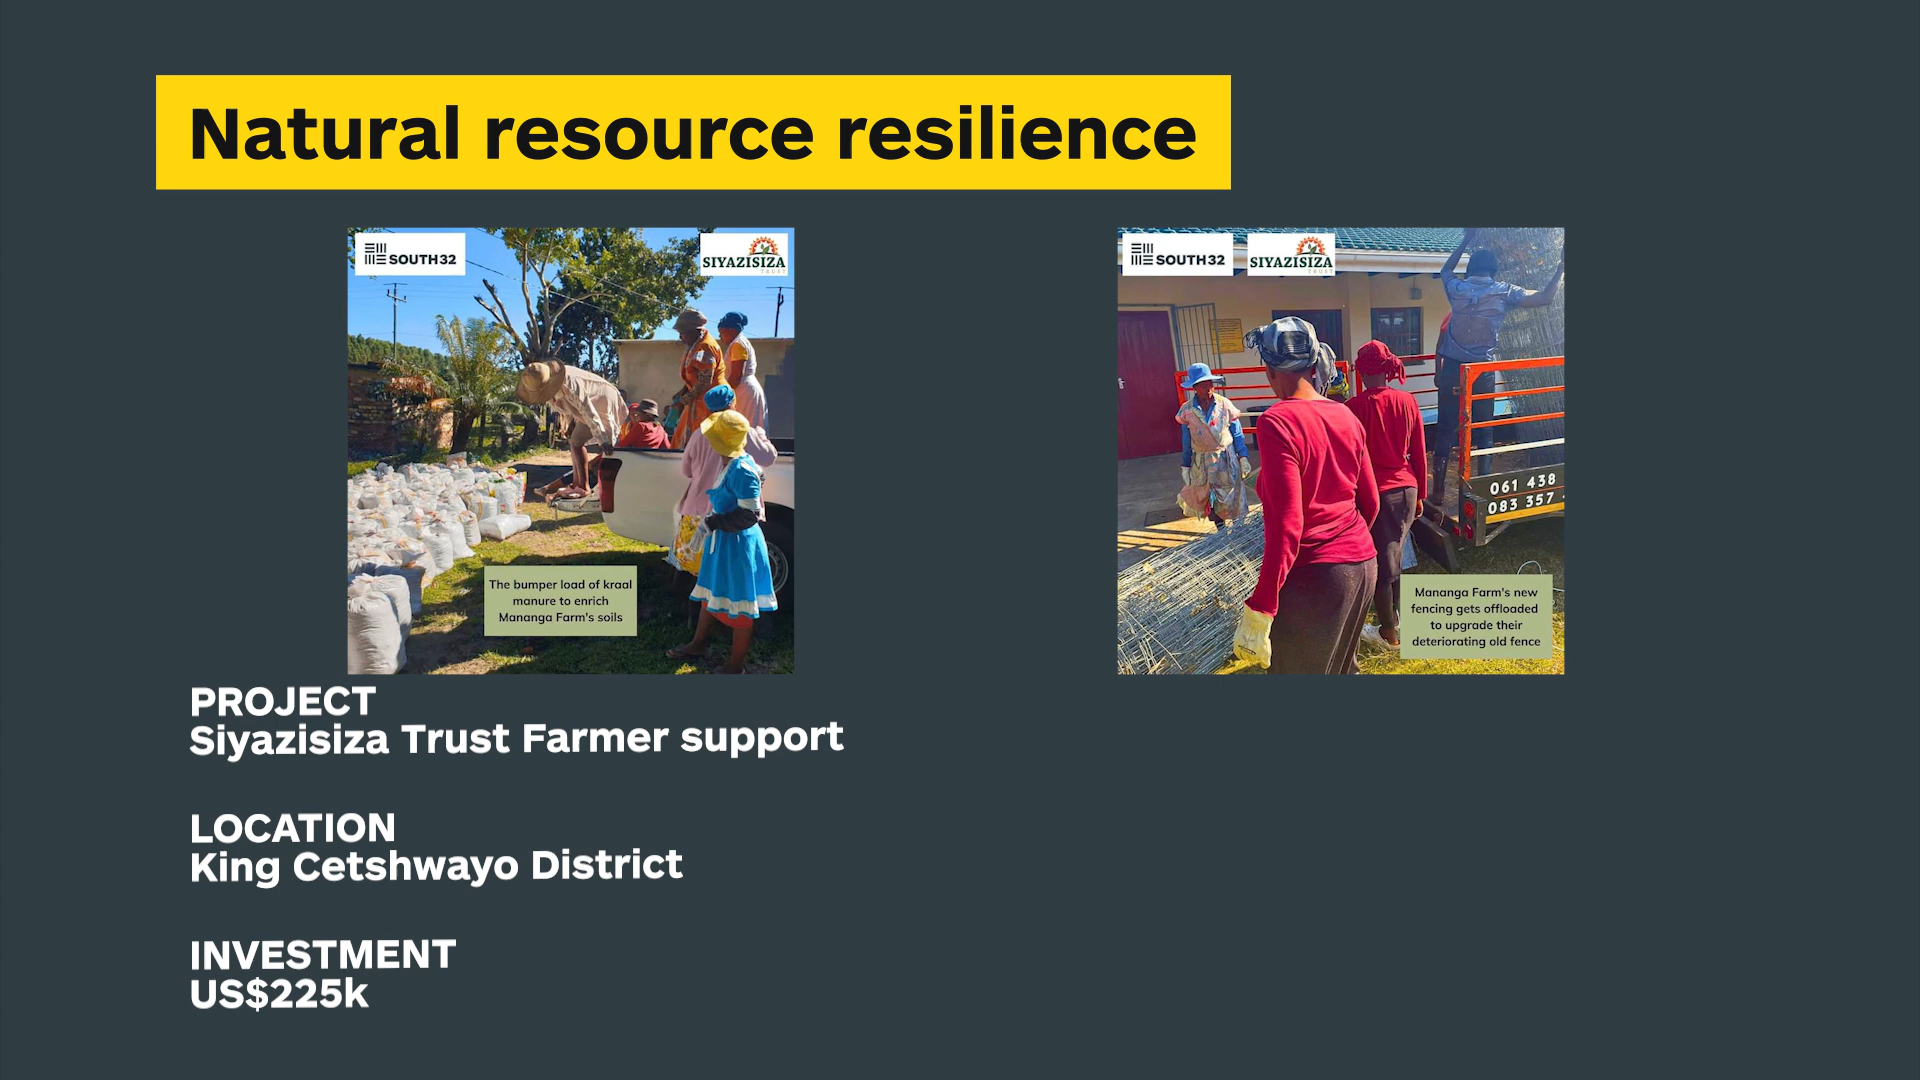 Natural resource resilience
SOUTH32
SIYAZISIZA
TRUST
The bumper load of kraal
manure to enrich
Mananga Farm's soils
SOUTH32
SIYAZISIZA
TRUST
061 438
083 357
Mananga Farm's new
fencing gets offloaded
to upgrade their
deteriorating old fence
PROJECT
Siyazisiza Trust Farmer support
LOCATION
King Cetshwayo District
INVESTMENT
US$225k